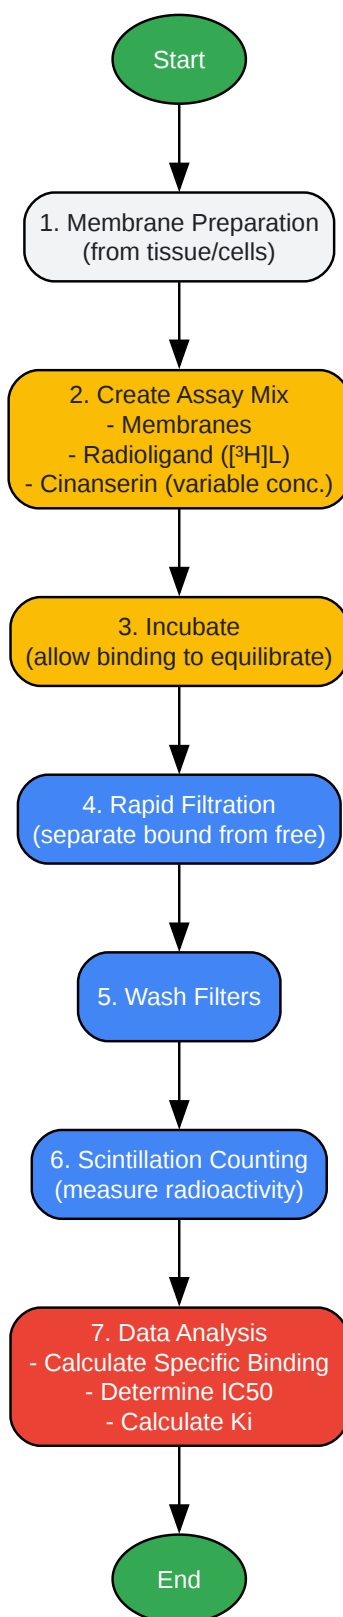 Start
1. Membrane Preparation
(from tissue/cells)
2. Create Assay Mix
- Membranes
- Radioligand ([³H]L)
- Cinanserin (variable conc.)
3. Incubate
(allow binding to equilibrate)
4. Rapid Filtration
(separate bound from free)
5. Wash Filters
6. Scintillation Counting
(measure radioactivity)
7. Data Analysis
- Calculate Specific Binding
- Determine IC50
- Calculate Ki
End